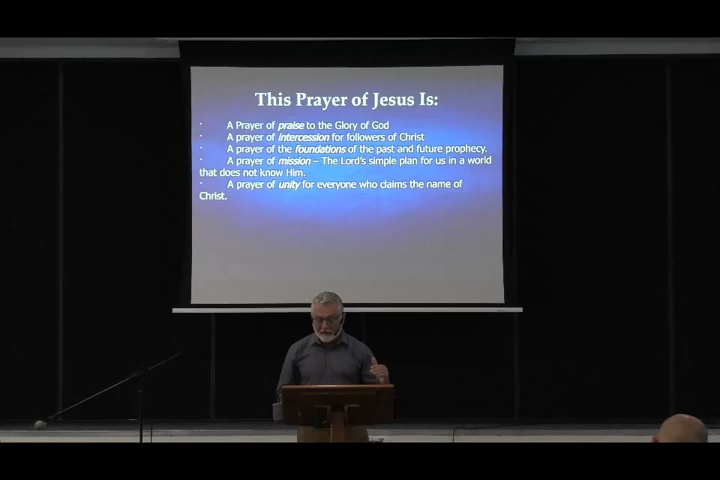 This Prayer of Jesus Is:
· A Prayer of praise to the Glory of God
· A prayer of intercession for followers of Christ
· A prayer of the foundations of the past and future prophecy.
· A prayer of mission – The Lord's simple plan for us in a world
that does not know Him.
· A prayer of unity for everyone who claims the name of
Christ.